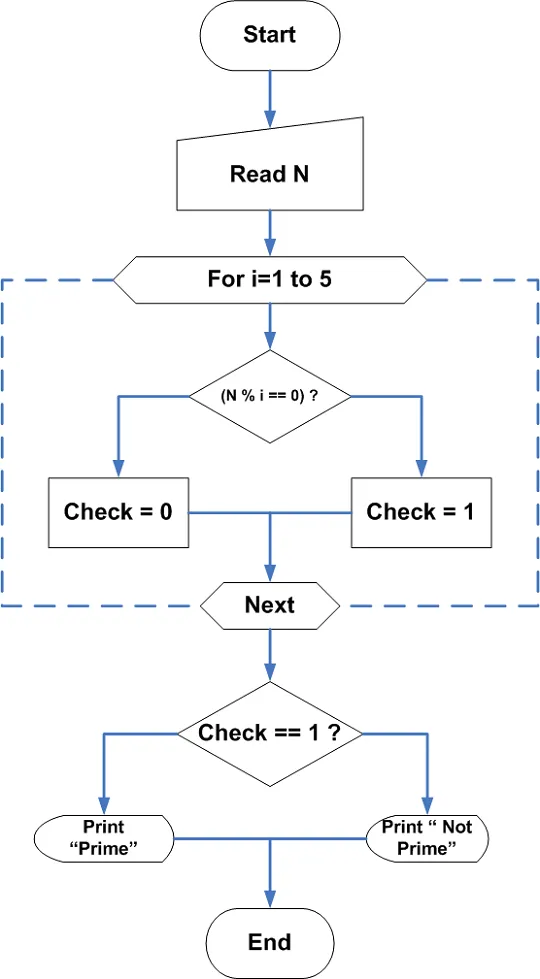 Start
Read N
For i=1 to 5
(N % i == 0) ?
Check = 0
Check = 1
Next
Check == 1 ?
Print
“Prime”
Print “ Not
Prime”
End